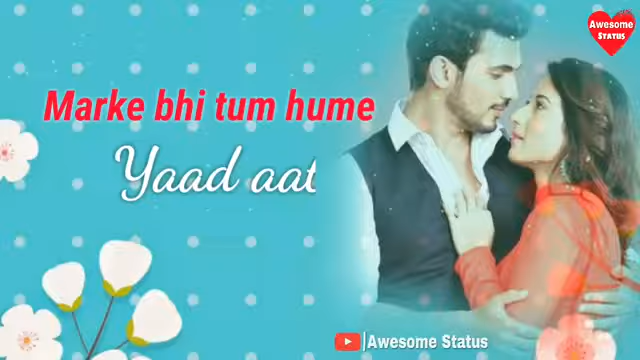 Awesome
STATUS
Marke bhi tum hume
Yaad aat
Awesome Status